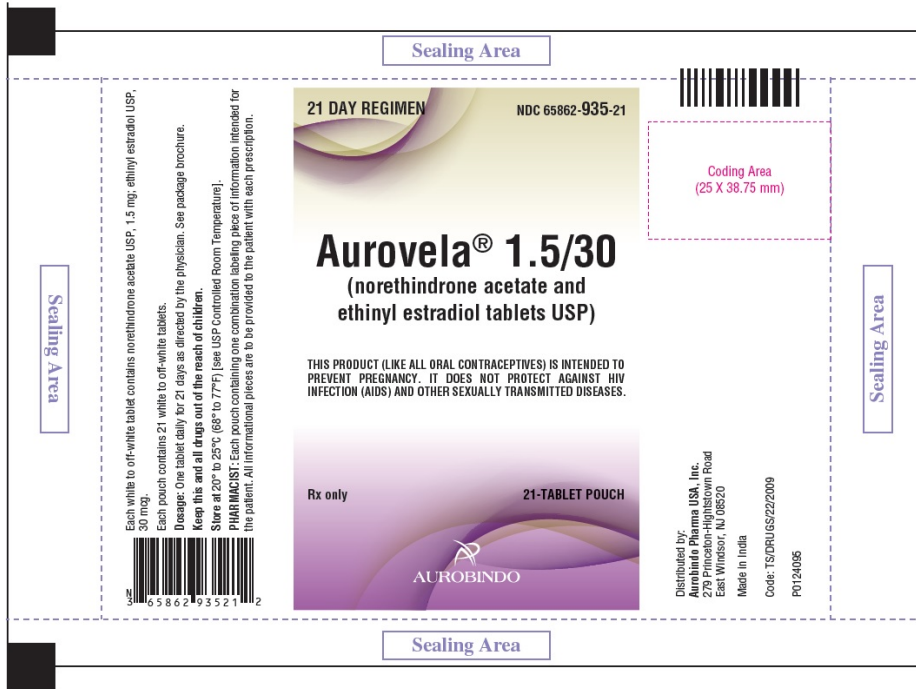 Sealing Area
21 DAY REGIMEN
NDC 65862-935-21
Aurovela® 1.5/30
(norethindrone acetate and
ethinyl estradiol tablets USP)
THIS PRODUCT (LIKE ALL ORAL CONTRACEPTIVES) IS INTENDED TO
PREVENT PREGNANCY. IT DOES NOT PROTECT AGAINST HIV
INFECTION (AIDS) AND OTHER SEXUALLY TRANSMITTED DISEASES.
Rx only
21-TABLET POUCH
AUROBINDO
Sealing Area
Each white to off-white tablet contains norethindrone acetate USP, 1.5 mg; ethinyl estradiol USP,
30 mcg.
Each pouch contains 21 white to off-white tablets.
Dosage: One tablet daily for 21 days as directed by the physician. See package brochure.
Keep this and all drugs out of the reach of children.
Store at 20° to 25°C (68° to 77°F) [see USP Controlled Room Temperature].
PHARMACIST: Each pouch containing one combination labeling piece of information intended for
the patient. All informational pieces are to be provided to the patient with each prescription.
N
3 65862 93521 2
Coding Area
(25 X 38.75 mm)
Distributed by:
Aurobindo Pharma USA, Inc.
279 Princeton-Hightstown Road
East Windsor, NJ 08520
Made in India
Code: TS/DRUGS/22/2009
P0124095
Sealing Area
Sealing Area